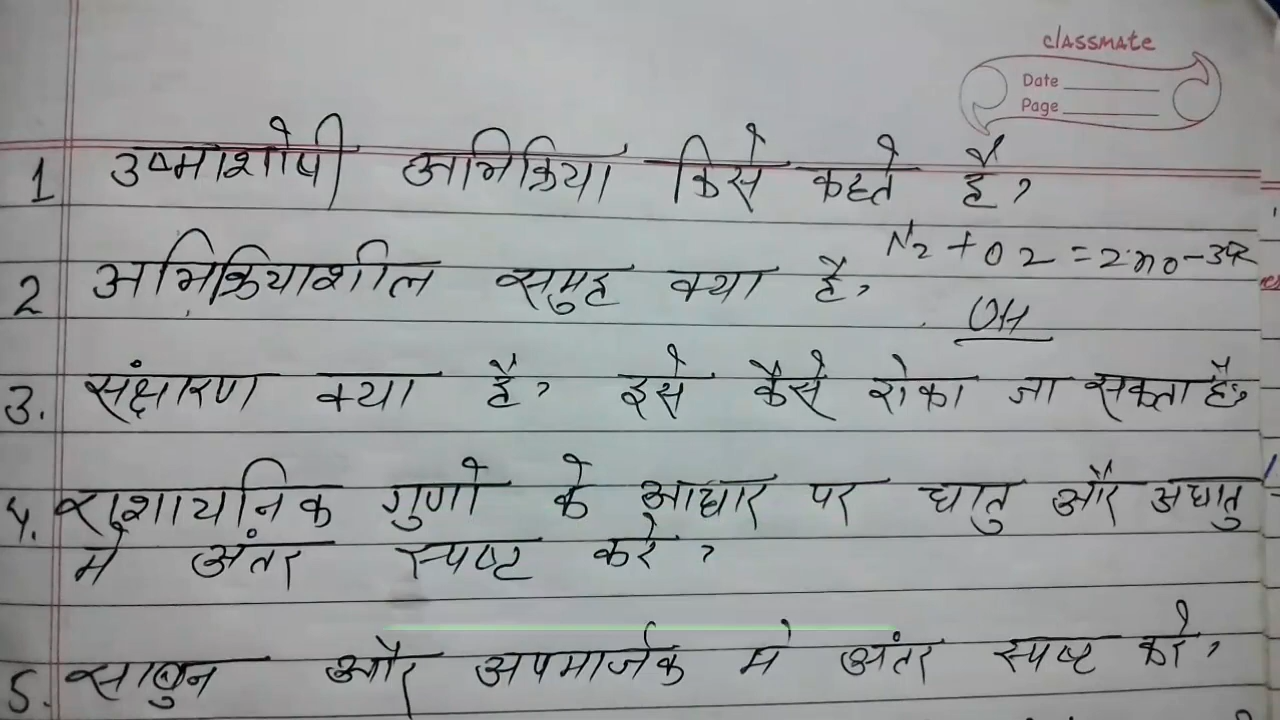 classmate
Date
Page
1 उष्माशोषी अभिक्रिया किसे कहते है?
N2 + O2 = 2no-
2 अभिक्रियाशील समुह क्या है,
OH
3. संक्षारण क्या है? इसे कैसे रोका जा सकता है?
4. राशायनिक गुणो के आधार पर धातु और अधातु
मे अंतर स्पष्ट करे?
5. साबुन और अपमार्जक मे अंतर स्पष्ट करे,